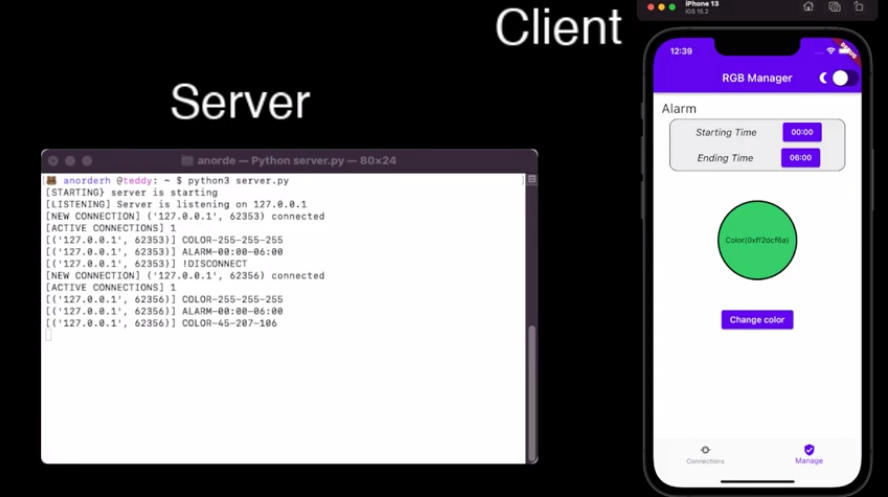 Client
Server
iPhone 13
iOS 15.2
12:39
RGB Manager
Alarm
Starting Time 00:00
Ending Time 06:00
Color(0xff2dcf6a)
Change color
Connections
Manage
anorde — Python server.py — 80×24
anorderh @teddy: ~ $ python3 server.py
[STARTING} server is starting
[LISTENING] Server is listening on 127.0.0.1
[NEW CONNECTION] ('127.0.0.1', 62353) connected
[ACTIVE CONNECTIONS] 1
[('127.0.0.1', 62353)] COLOR-255-255-255
[('127.0.0.1', 62353)] ALARM-00:00-06:00
[('127.0.0.1', 62353)] !DISCONNECT
[NEW CONNECTION] ('127.0.0.1', 62356) connected
[ACTIVE CONNECTIONS] 1
[('127.0.0.1', 62356)] COLOR-255-255-255
[('127.0.0.1', 62356)] ALARM-00:00-06:00
[('127.0.0.1', 62356)] COLOR-45-207-106